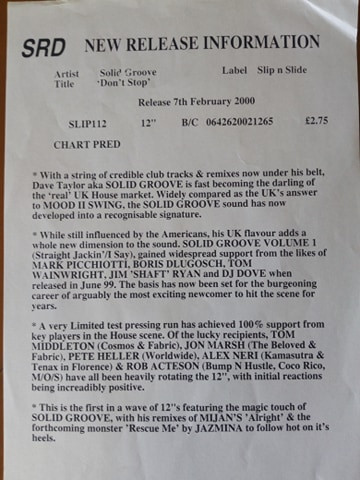 SRD NEW RELEASE INFORMATION
Artist Solid Groove Label Slip n Slide
Title 'Don't Stop'
Release 7th February 2000
SLIP112 12" B/C 0642620021265 £2.75
CHART PRED
* With a string of credible club tracks & remixes now under his belt,
Dave Taylor aka SOLID GROOVE is fast becoming the darling of
the 'real' UK House market. Widely compared as the UK's answer
to MOOD II SWING, the SOLID GROOVE sound has now
developed into a recognisable signature.
* While still influenced by the Americans, his UK flavour adds a
whole new dimension to the sound. SOLID GROOVE VOLUME 1
(Straight Jackin'/I Say), gained widespread support from the likes of
MARK PICCHIOTTI, BORIS DLUGOSCH, TOM
WAINWRIGHT, JIM 'SHAFT' RYAN and DJ DOVE when
released in June 99. The basis has now been set for the burgeoning
career of arguably the most exciting newcomer to hit the scene for
years.
* A very Limited test pressing run has achieved 100% support from
key players in the House scene. Of the lucky recipients, TOM
MIDDLETON (Cosmos & Fabric), JON MARSH (The Beloved &
Fabric), PETE HELLER (Worldwide), ALEX NERI (Kamasutra &
Tenax in Florence) & ROB ACTESON (Bump N Hustle, Coco Rico,
M/O/S) have all been heavily rotating the 12", with initial reactions
being increadibly positive.
* This is the first in a wave of 12"s featuring the magic touch of
SOLID GROOVE, with his remixes of MIJAN'S 'Alright' & the
forthcoming monster 'Rescue Me' by JAZMINA to follow hot on it's
heels.